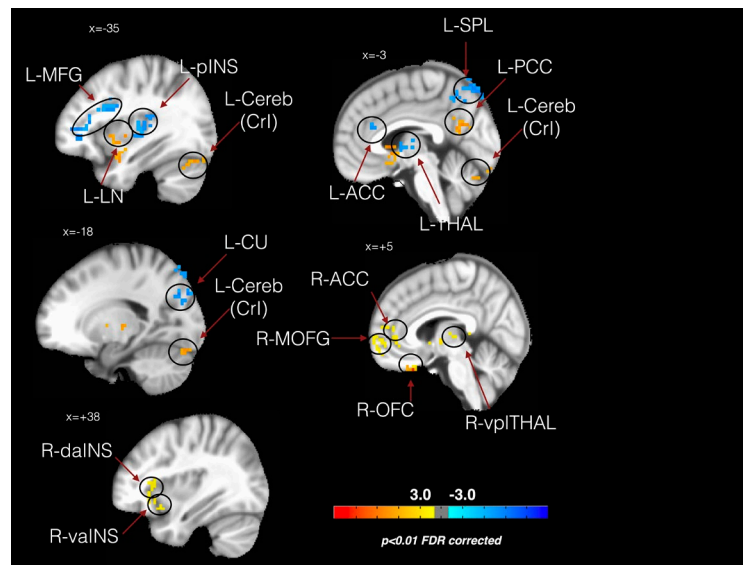 x=-35
L-MFG
L-pINS
L-Cereb
(CrI)
L-LN
x=-3
L-SPL
L-PCC
L-Cereb
(CrI)
L-ACC
L-THAL
x=-18
L-CU
L-Cereb
(CrI)
x=+5
R-ACC
R-MOFG
R-OFC
R-vplTHAL
x=+38
R-daINS
R-vaINS
3.0 -3.0
p<0.01 FDR corrected